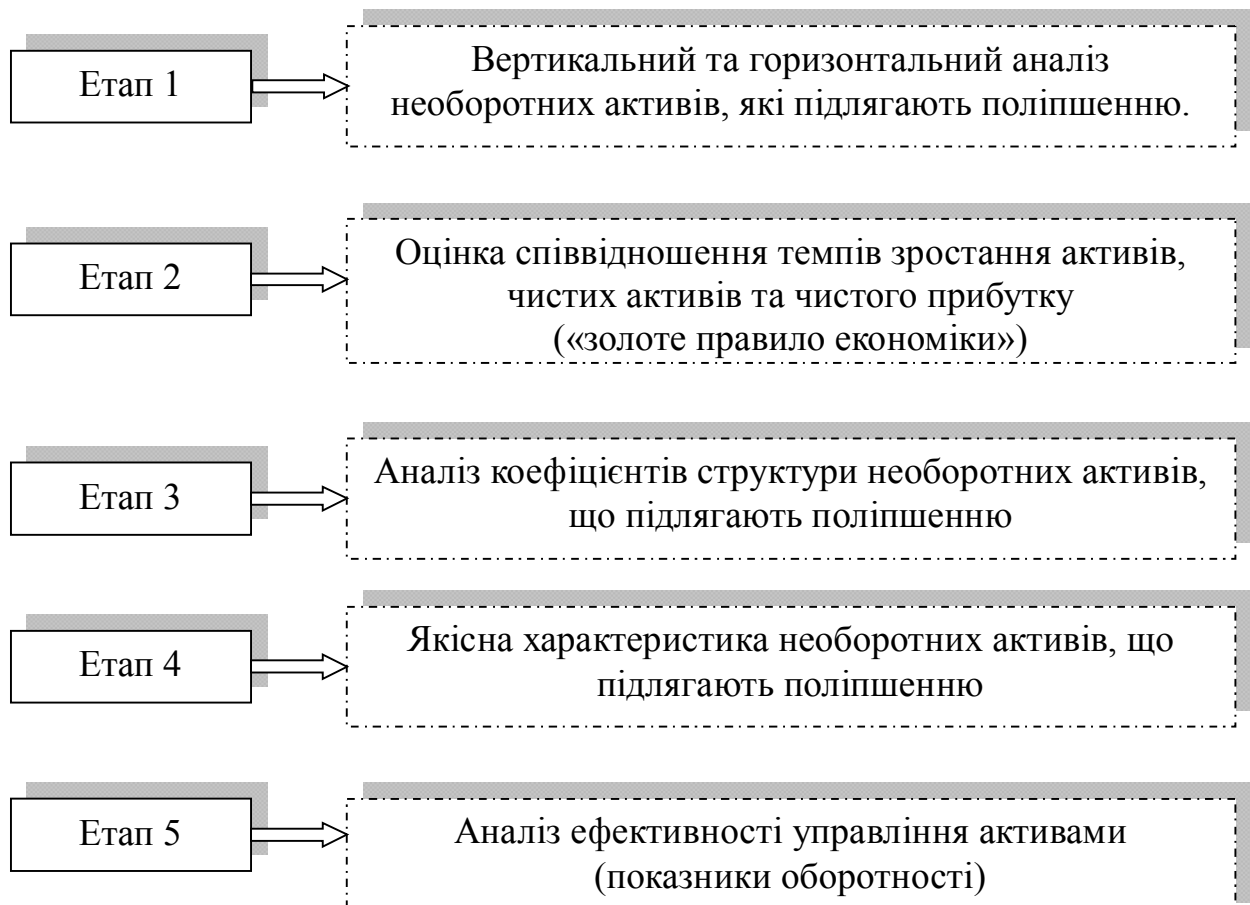 Етап 1
Вертикальний та горизонтальний аналіз
необоротних активів, які підлягають поліпшенню.
Етап 2
Оцінка співвідношення темпів зростання активів,
чистих активів та чистого прибутку
(«золоте правило економіки»)
Етап 3
Аналіз коефіцієнтів структури необоротних активів,
що підлягають поліпшенню
Етап 4
Якісна характеристика необоротних активів, що
підлягають поліпшенню
Етап 5
Аналіз ефективності управління активами
(показники оборотності)